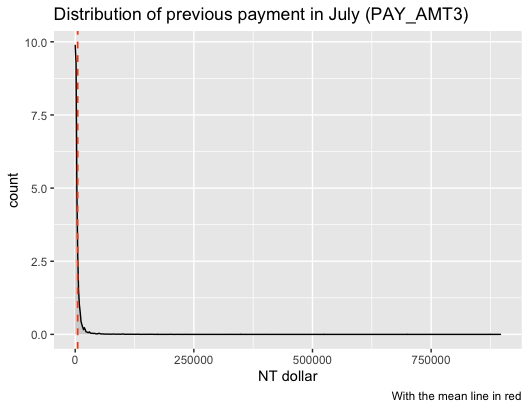 Distribution of previous payment in July (PAY_AMT3)
10.0
7.5
5.0
2.5
0.0
count
0
250000
500000
750000
NT dollar
With the mean line in red